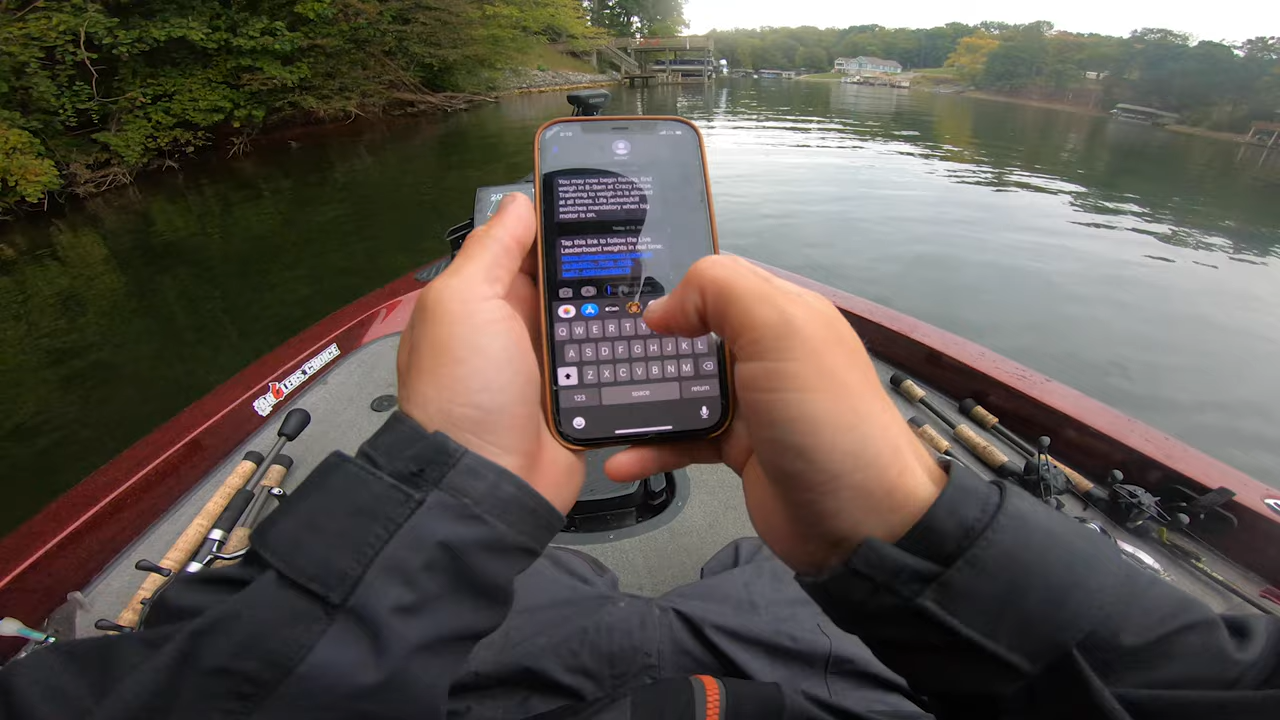 You may now begin fishing, first
weigh in 8-9am at Crazy Horse.
Trailering to weigh-in is allowed
at all times. Life jackets/kill
switches mandatory when big
motor is on.
Tap this link to follow the Live
Leaderboard weights in real time.
Q W E R T Y
A S D F G H J K L
Z X C V B N M
123 space return
ANGLERS CHOICE